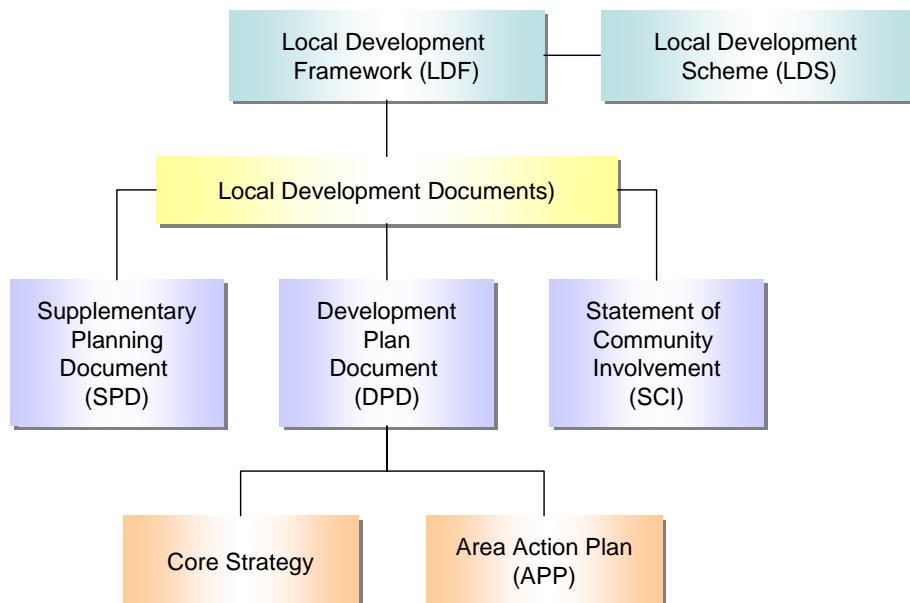 Local Development
Framework (LDF)
Local Development
Scheme (LDS)
Local Development Documents)
Supplementary
Planning
Document
(SPD)
Development
Plan
Document
(DPD)
Statement of
Community
Involvement
(SCI)
Core Strategy
Area Action Plan
(APP)